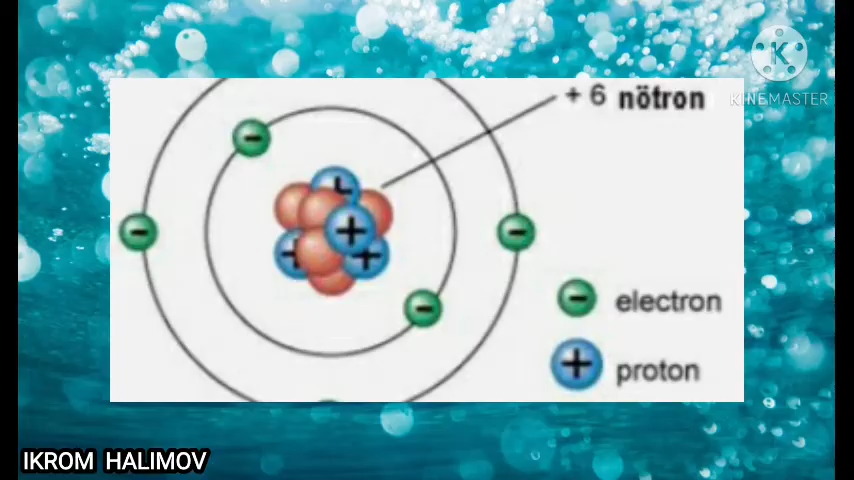 + 6 nötron
KINEMASTER
electron
proton
IKROM HALIMOV